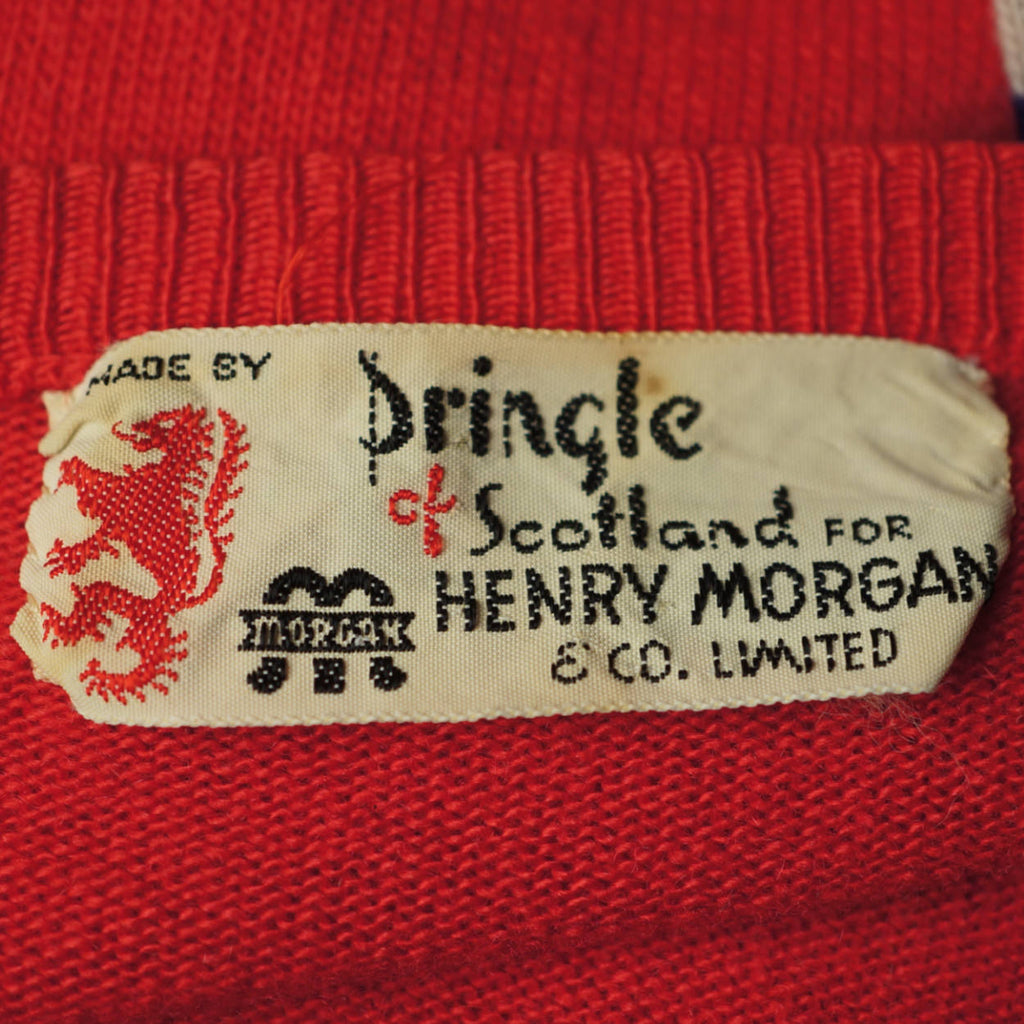 MADE BY
Pringle
of Scotland FOR
MORGAN
HENRY MORGAN
& CO. LIMITED